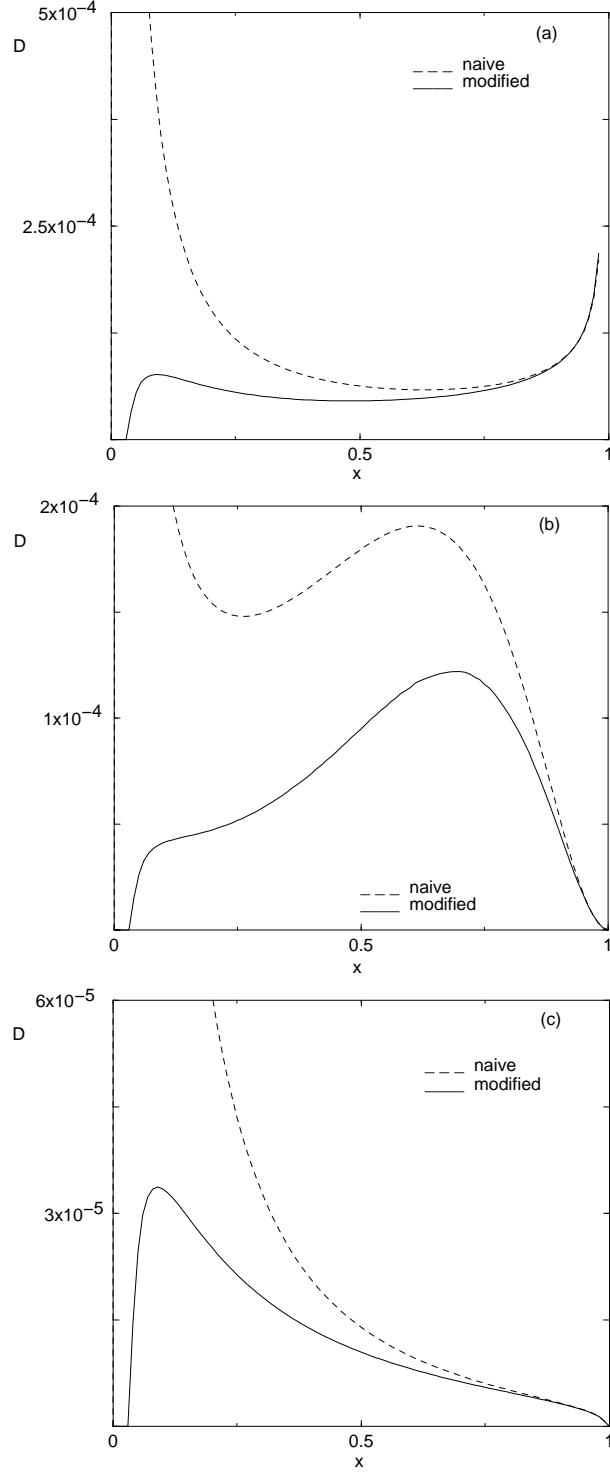 5x10−4
D
(a)
naive
modified
2.5x10−4
0
0.5
1
x
2x10−4
(b)
D
1x10−4
naive
modified
0
0.5
1
x
6x10−5
(c)
D
naive
modified
3x10−5
0
0.5
1
x